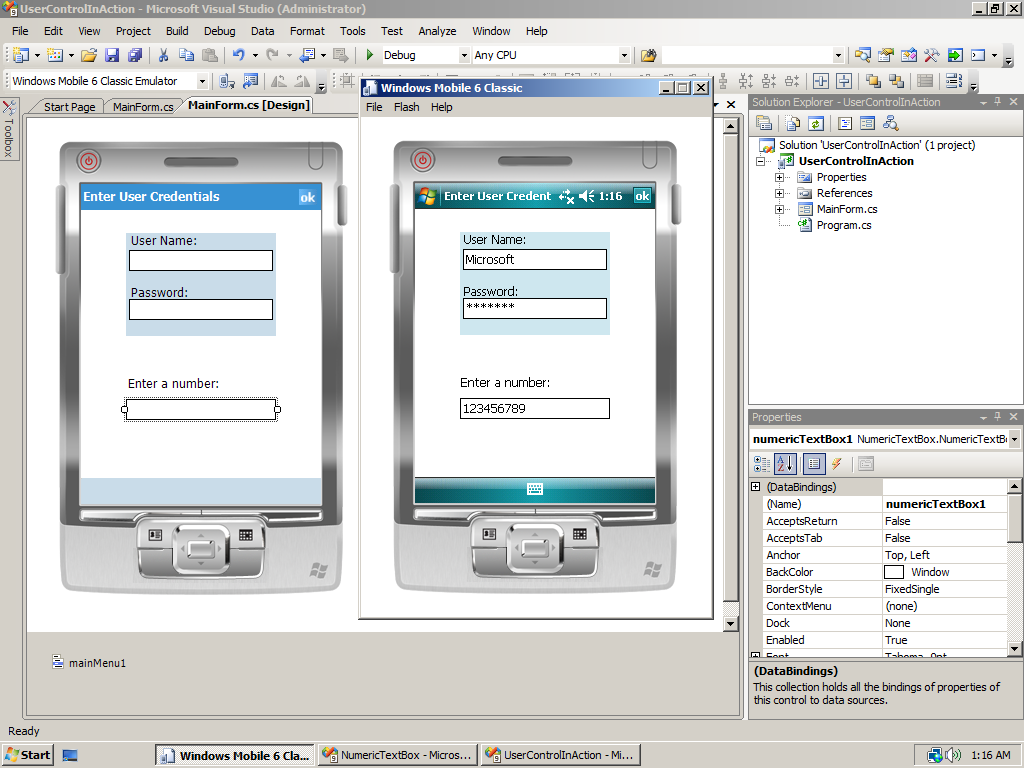 UserControlInAction - Microsoft Visual Studio (Administrator)
File Edit View Project Build Debug Data Format Tools Test Analyze Window Help
Debug Any CPU
Windows Mobile 6 Classic Emulator
Toolbox
Start Page MainForm.cs MainForm.cs [Design]
Enter User Credentials ok
User Name:
Password:
Enter a number:
mainMenu1
Windows Mobile 6 Classic
File Flash Help
Enter User Credent 1:16 ok
User Name:
Microsoft
Password:
*******
Enter a number:
123456789
Solution Explorer - UserControlInAction
Solution 'UserControlInAction' (1 project)
UserControlInAction
Properties
References
MainForm.cs
Program.cs
Properties
numericTextBox1 NumericTextBox.NumericTextBo
(DataBindings)
(Name) numericTextBox1
AcceptsReturn False
AcceptsTab False
Anchor Top, Left
BackColor Window
BorderStyle FixedSingle
ContextMenu (none)
Dock None
Enabled True
Font Tahoma, 9pt
(DataBindings)
This collection holds all the bindings of properties of
this control to data sources.
Ready
Start Windows Mobile 6 Cla... NumericTextBox - Micros... UserControlInAction - Mi... 1:16 AM